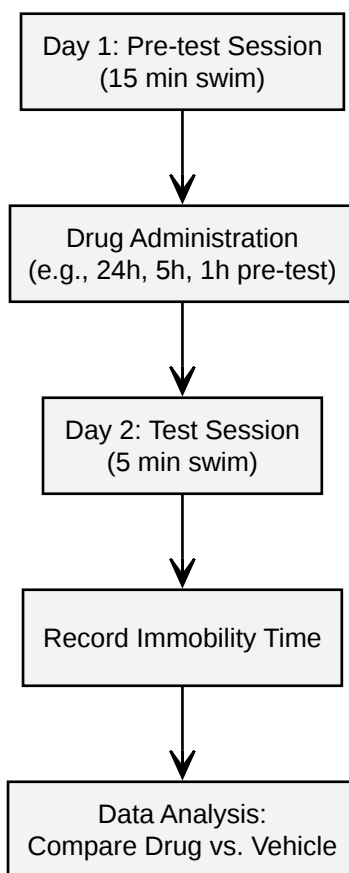 Day 1: Pre-test Session
(15 min swim)
Drug Administration
(e.g., 24h, 5h, 1h pre-test)
Day 2: Test Session
(5 min swim)
Record Immobility Time
Data Analysis:
Compare Drug vs. Vehicle